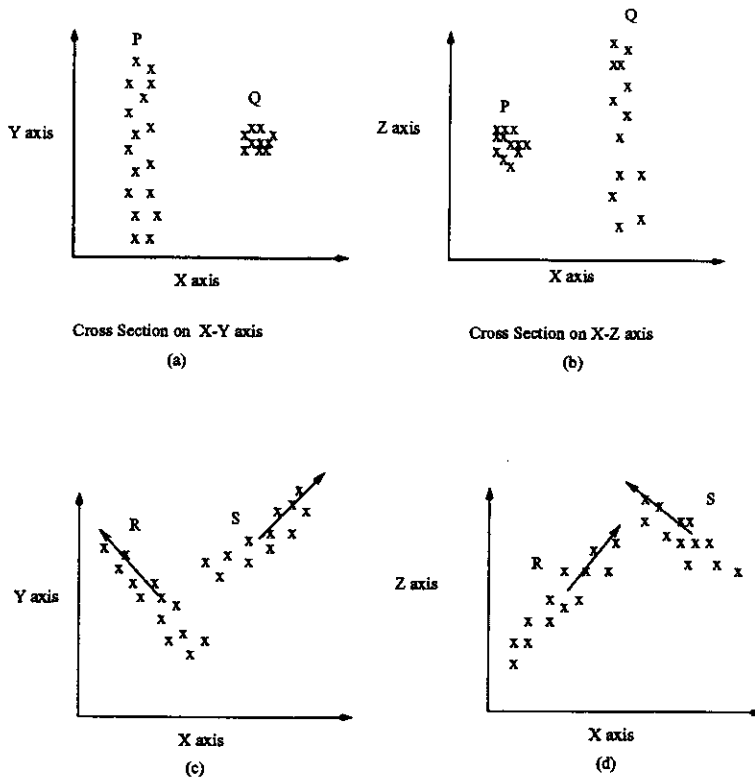 P
Q
Y axis
X axis
Cross Section on X-Y axis
(a)
Q
P
Z axis
X axis
Cross Section on X-Z axis
(b)
R
S
Y axis
X axis
(c)
S
R
Z axis
X axis
(d)